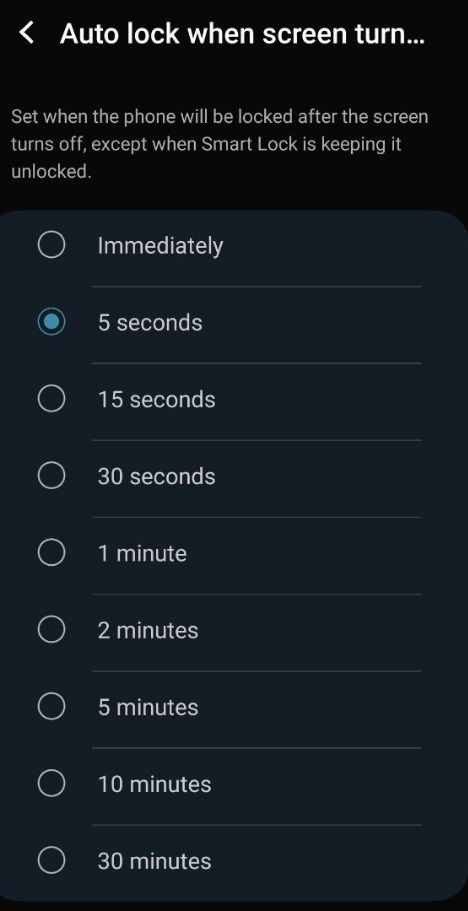 Auto lock when screen turn...
Set when the phone will be locked after the screen
turns off, except when Smart Lock is keeping it
unlocked.
Immediately
5 seconds
15 seconds
30 seconds
1 minute
2 minutes
5 minutes
10 minutes
30 minutes